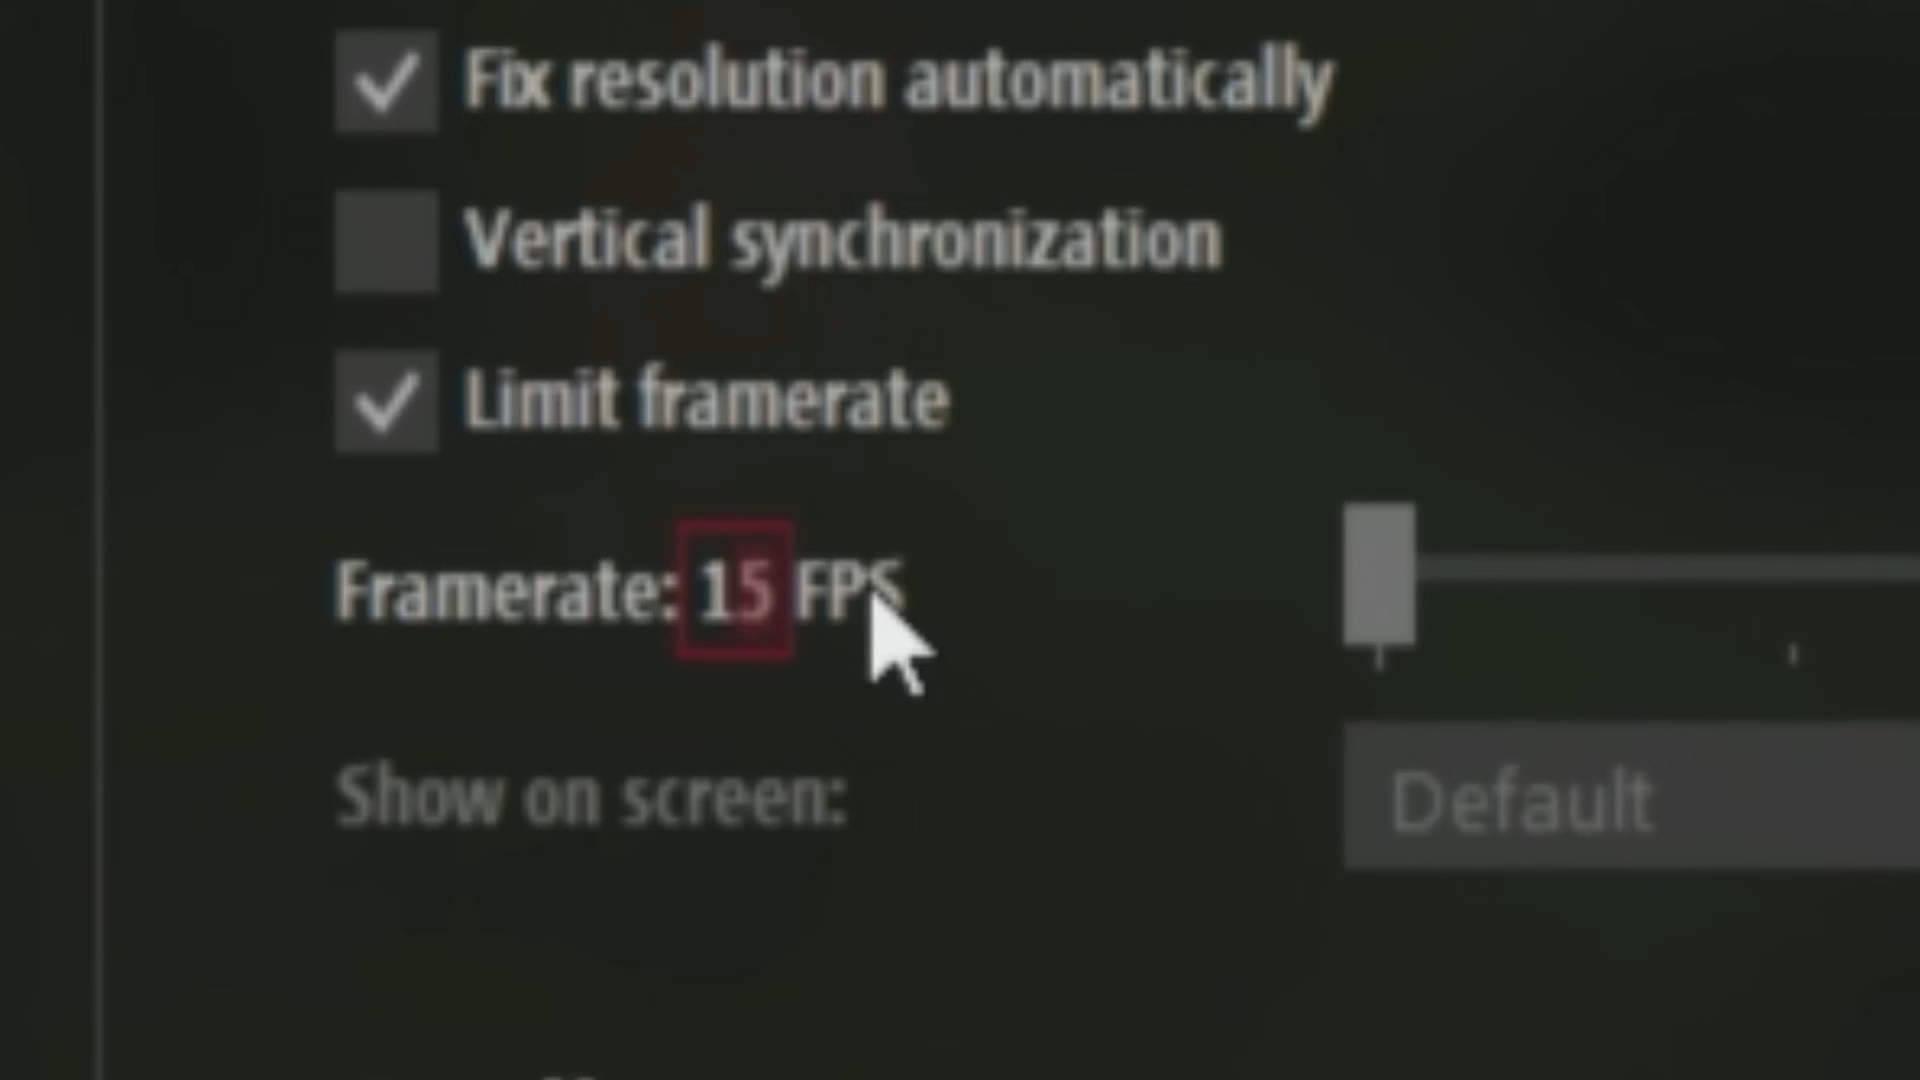 Fix resolution automatically
Vertical synchronization
Limit framerate
Framerate: 15 FPS
Show on screen:
Default